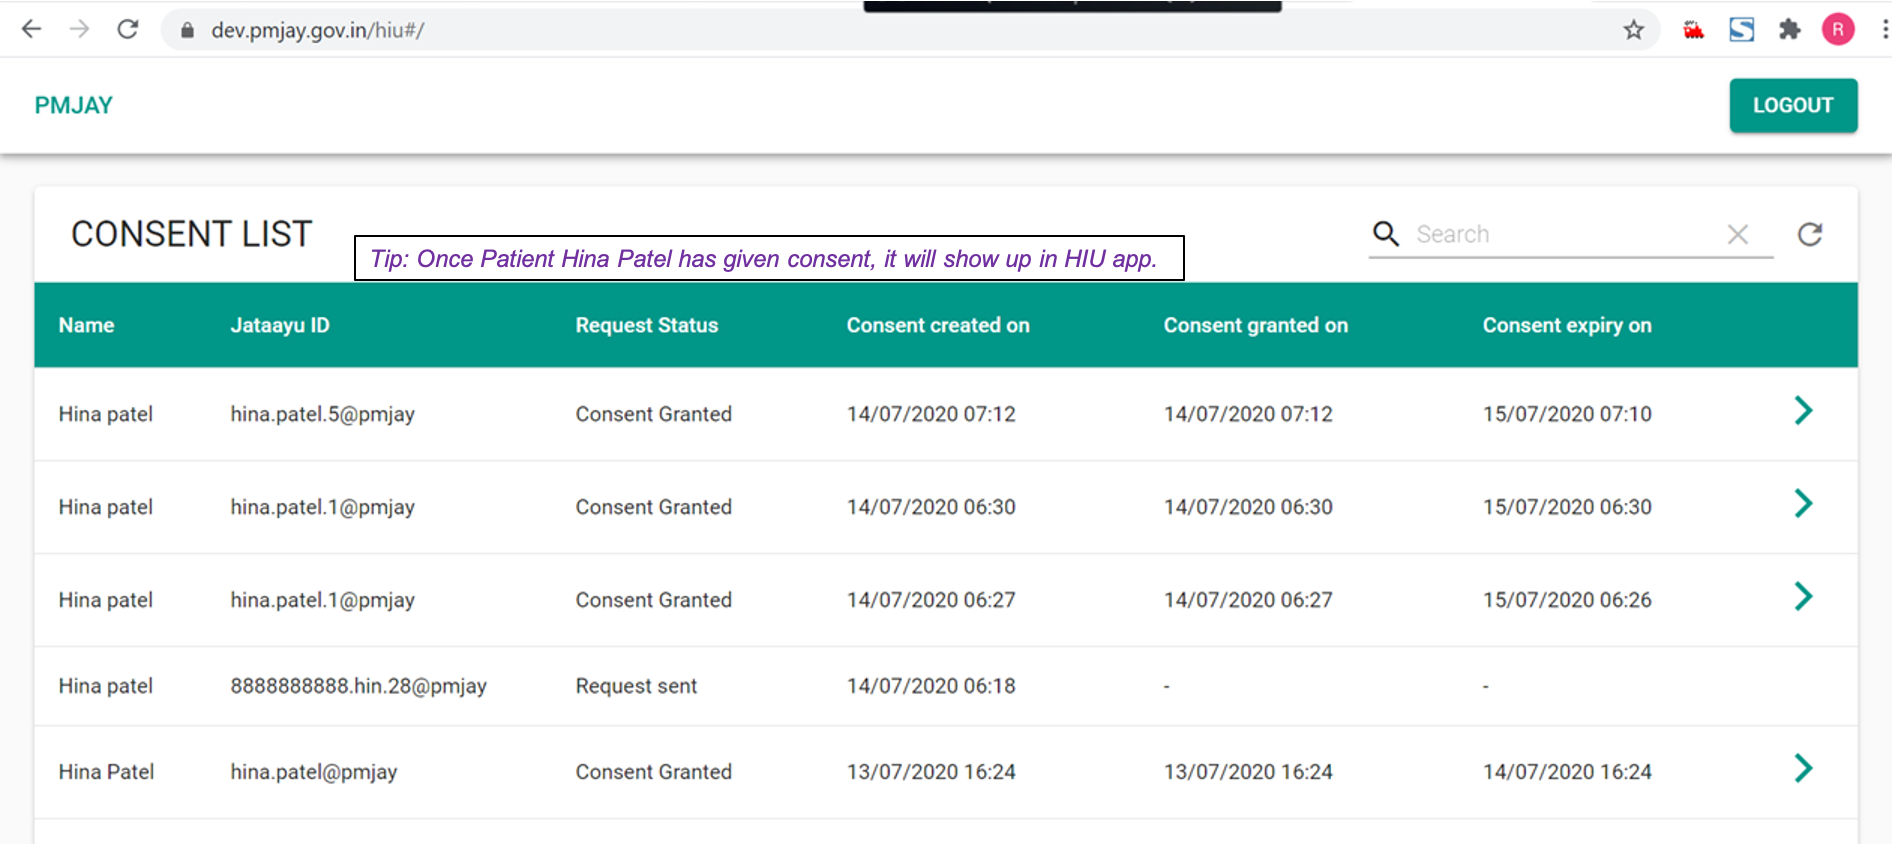 dev.pmjay.gov.in/hiu#/
R
PMJAY
LOGOUT
CONSENT LIST
Search
Tip: Once Patient Hina Patel has given consent, it will show up in HIU app.
Name Jataayu ID Request Status Consent created on Consent granted on Consent expiry on
Hina patel hina.patel.5@pmjay Consent Granted 14/07/2020 07:12 14/07/2020 07:12 15/07/2020 07:10
Hina patel hina.patel.1@pmjay Consent Granted 14/07/2020 06:30 14/07/2020 06:30 15/07/2020 06:30
Hina patel hina.patel.1@pmjay Consent Granted 14/07/2020 06:27 14/07/2020 06:27 15/07/2020 06:26
Hina patel 8888888888.hin.28@pmjay Request sent 14/07/2020 06:18 - -
Hina Patel hina.patel@pmjay Consent Granted 13/07/2020 16:24 13/07/2020 16:24 14/07/2020 16:24